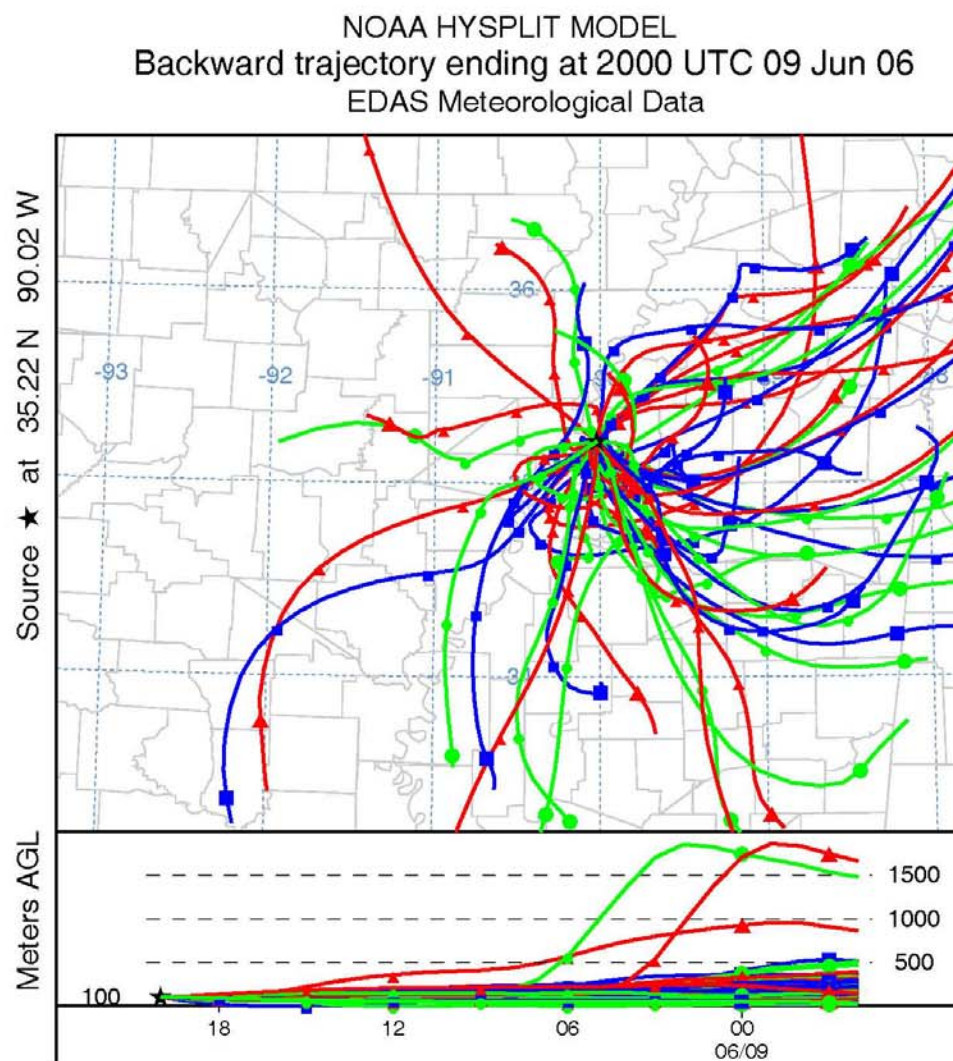 NOAA HYSPLIT MODEL
Backward trajectory ending at 2000 UTC 09 Jun 06
EDAS Meteorological Data
Source ★ at 35.22 N 90.02 W
36
-93
-92
-91
Meters AGL
1500
1000
500
100
18
12
06
00
06/09